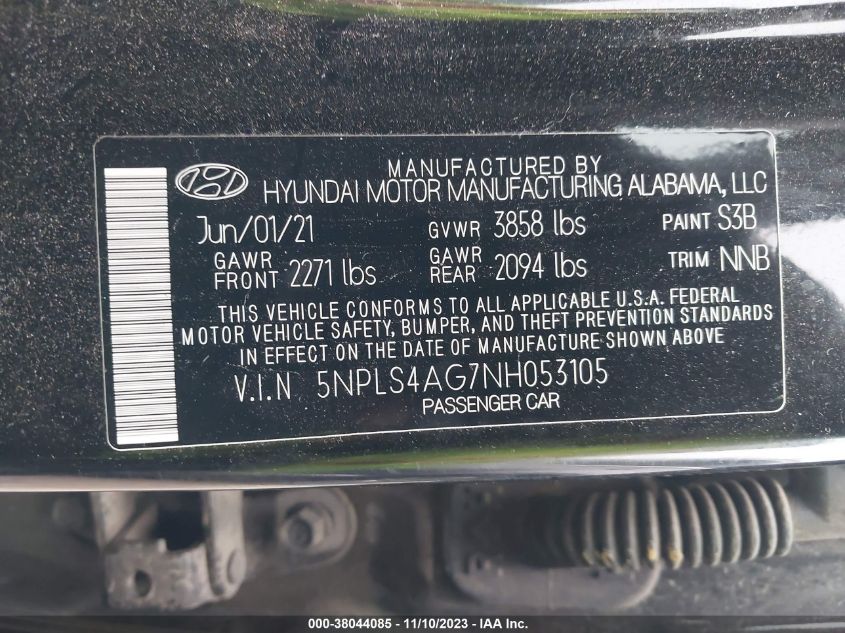 MANUFACTURED BY
HYUNDAI MOTOR MANUFACTURING ALABAMA, LLC
Jun/01/21 GVWR 3858 lbs PAINT S3B
GAWR FRONT 2271 lbs GAWR REAR 2094 lbs TRIM NNB
THIS VEHICLE CONFORMS TO ALL APPLICABLE U.S.A. FEDERAL
MOTOR VEHICLE SAFETY, BUMPER, AND THEFT PREVENTION STANDARDS
IN EFFECT ON THE DATE OF MANUFACTURE SHOWN ABOVE
V.I.N 5NPLS4AG7NH053105
PASSENGER CAR
000-38044085 - 11/10/2023 - IAA Inc.